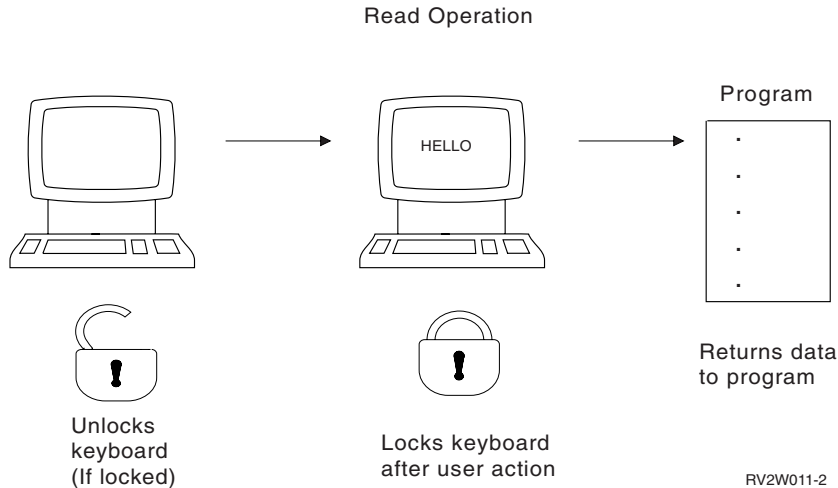 Read Operation
Program
HELLO
Returns data
to program
Unlocks
keyboard
(If locked)
Locks keyboard
after user action
RV2W011-2